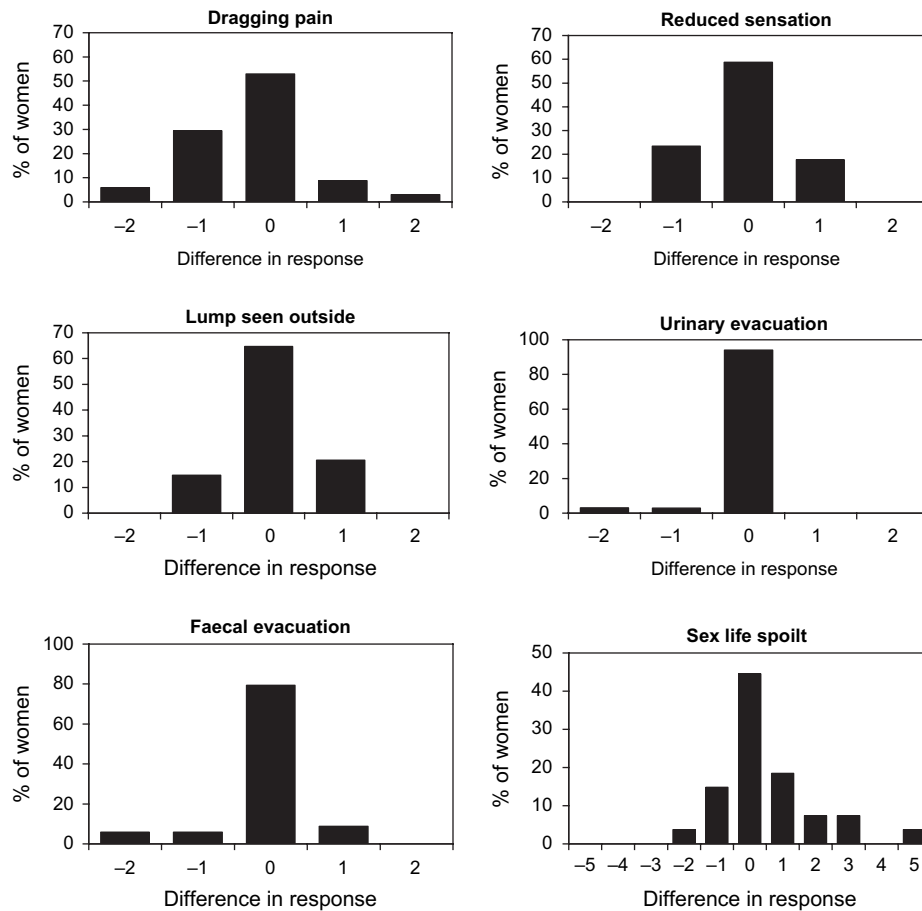 Dragging pain
% of women
70
60
50
40
30
20
10
0
–2 –1 0 1 2
Difference in response
Reduced sensation
% of women
70
60
50
40
30
20
10
0
–2 –1 0 1 2
Difference in response
Lump seen outside
% of women
70
60
50
40
30
20
10
0
–2 –1 0 1 2
Difference in response
Urinary evacuation
% of women
100
80
60
40
20
0
–2 –1 0 1 2
Difference in response
Faecal evacuation
% of women
100
80
60
40
20
0
–2 –1 0 1 2
Difference in response
Sex life spoilt
% of women
50
40
30
20
10
0
–5 –4 –3 –2 –1 0 1 2 3 4 5
Difference in response